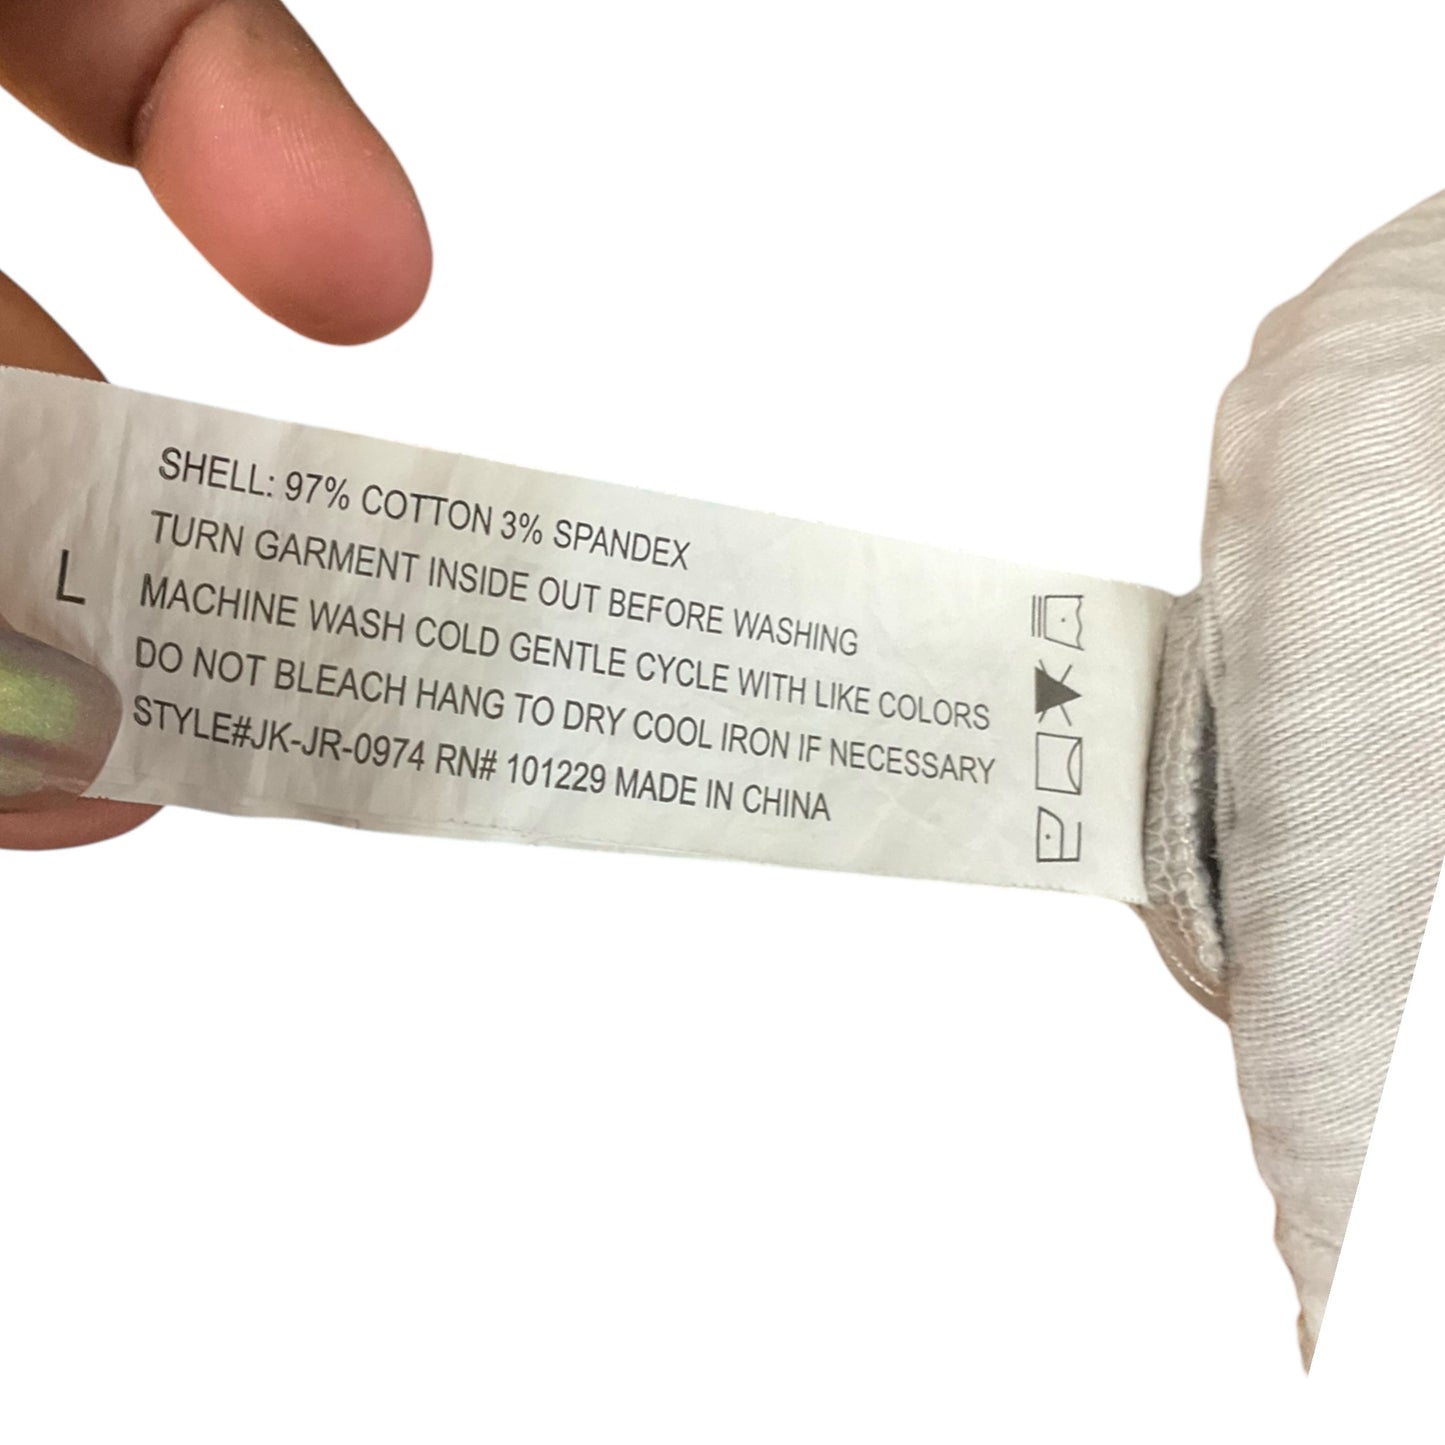 SHELL: 97% COTTON 3% SPANDEX
TURN GARMENT INSIDE OUT BEFORE WASHING
L
MACHINE WASH COLD GENTLE CYCLE WITH LIKE COLORS
DO NOT BLEACH HANG TO DRY COOL IRON IF NECESSARY
STYLE#JK-JR-0974 RN# 101229 MADE IN CHINA